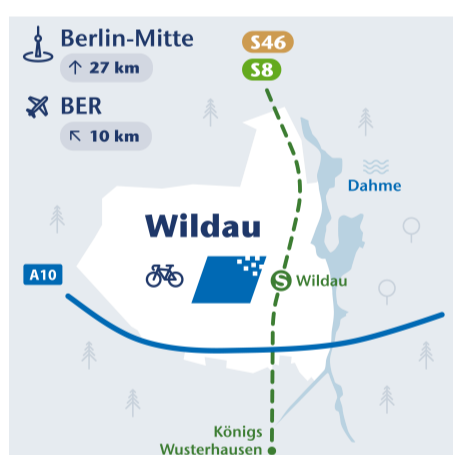 Berlin-Mitte
↑ 27 km
BER
↖ 10 km
S46
S8
Dahme
Wildau
A10
S Wildau
Königs
Wusterhausen